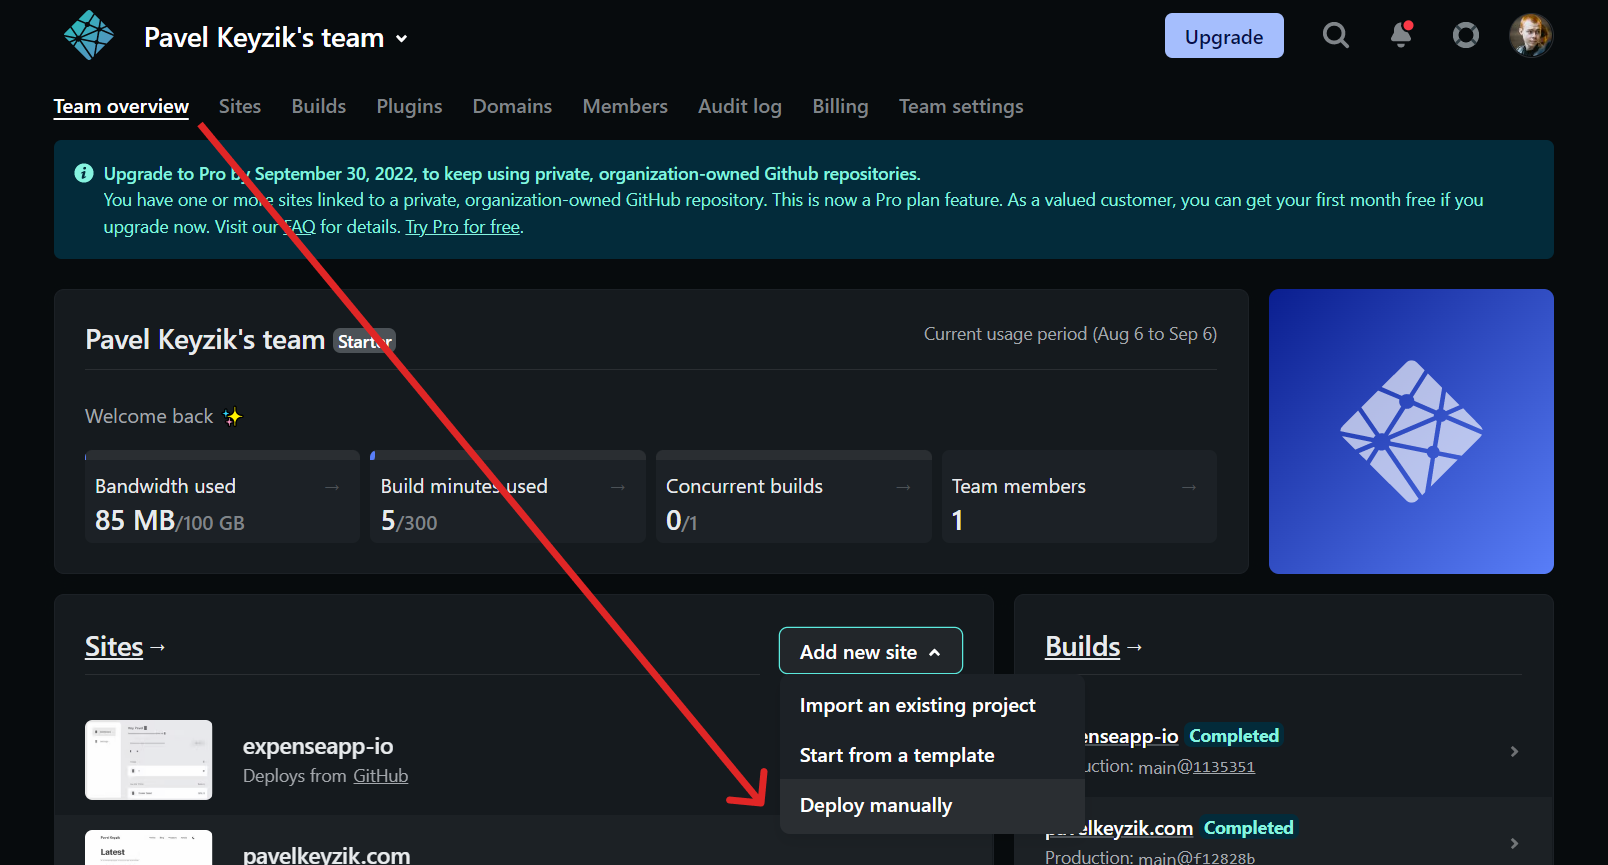 Pavel Keyzik's team
Upgrade
Team overview Sites Builds Plugins Domains Members Audit log Billing Team settings
Upgrade to Pro by September 30, 2022, to keep using private, organization-owned Github repositories.
You have one or more sites linked to a private, organization-owned GitHub repository. This is now a Pro plan feature. As a valued customer, you can get your first month free if you
upgrade now. Visit our FAQ for details. Try Pro for free.
Pavel Keyzik's team Starter
Current usage period (Aug 6 to Sep 6)
Welcome back ✨
Bandwidth used →
85 MB/100 GB
Build minutes used →
5/300
Concurrent builds →
0/1
Team members →
1
Sites →
Add new site
Import an existing project
Start from a template
Deploy manually
expenseapp-io
Deploys from GitHub
Latest
pavelkeyzik.com
Builds →
enseapp-io Completed
uction: main@1135351
pavelkeyzik.com Completed
Production: main@f12828b